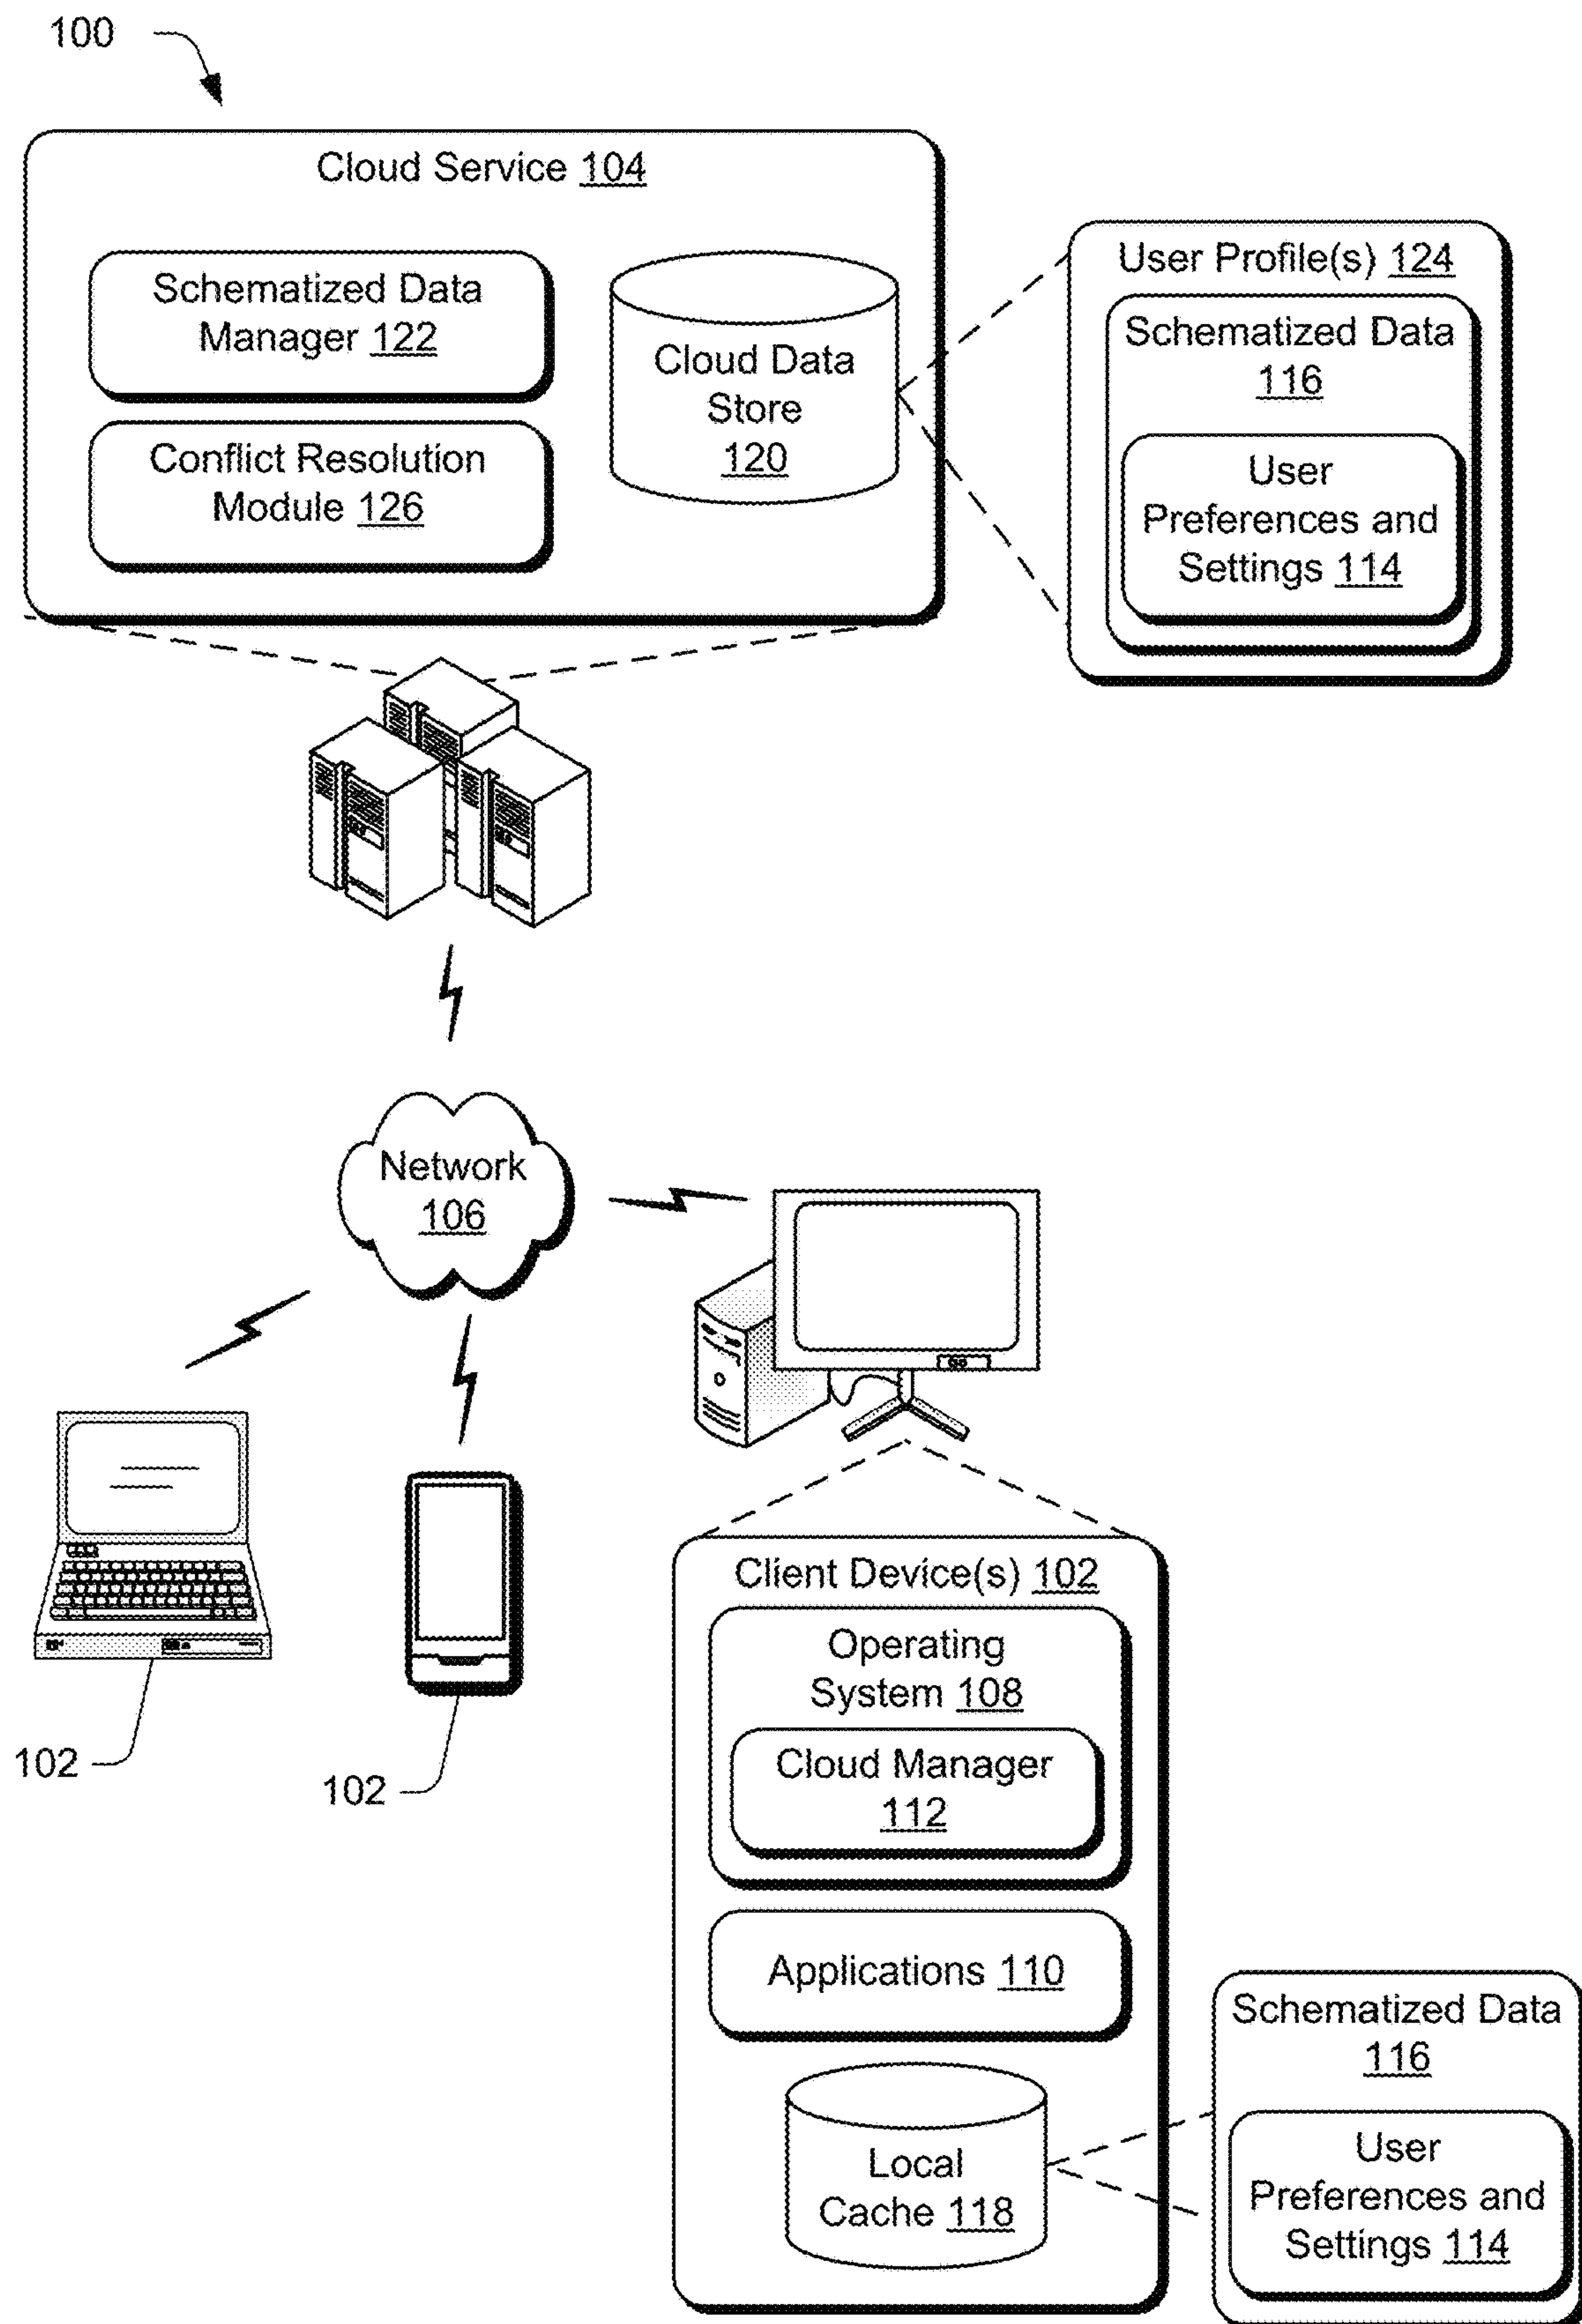 100
Cloud Service 104
Schematized Data
Manager 122
Conflict Resolution
Module 126
Cloud Data
Store
120
User Profile(s) 124
Schematized Data
116
User
Preferences and
Settings 114
Network
106
102
102
Client Device(s) 102
Operating
System 108
Cloud Manager
112
Applications 110
Local
Cache 118
Schematized Data
116
User
Preferences and
Settings 114